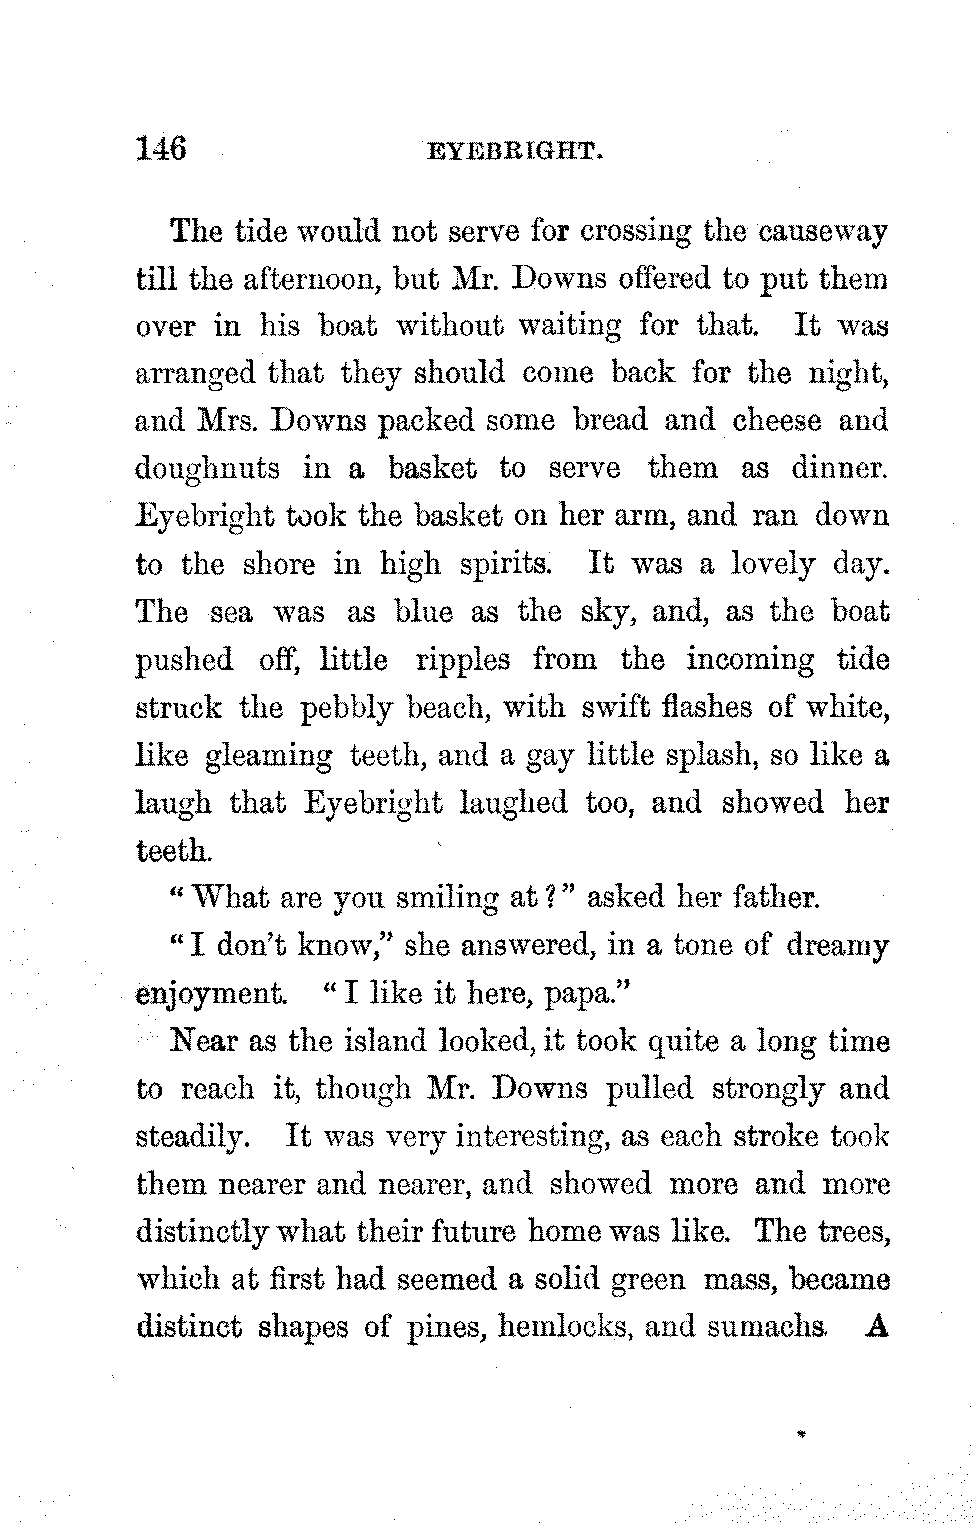 146 EYEBRIGHT.
The tide would not serve for crossing the causeway
till the afternoon, but Mr. Downs offered to put them
over in his boat without waiting for that. It was
arranged that they should come back for the night,
and Mrs. Downs packed some bread and cheese and
doughnuts in a basket to serve them as dinner.
Eyebright took the basket on her arm, and ran down
to the shore in high spirits. It was a lovely day.
The sea was as blue as the sky, and, as the boat
pushed off, little ripples from the incoming tide
struck the pebbly beach, with swift flashes of white,
like gleaming teeth, and a gay little splash, so like a
laugh that Eyebright laughed too, and showed her
teeth.
“What are you smiling at?” asked her father.
“I don't know,” she answered, in a tone of dreamy
enjoyment. “I like it here, papa.”
Near as the island looked, it took quite a long time
to reach it, though Mr. Downs pulled strongly and
steadily. It was very interesting, as each stroke took
them nearer and nearer, and showed more and more
distinctly what their future home was like. The trees,
which at first had seemed a solid green mass, became
distinct shapes of pines, hemlocks, and sumachs. A